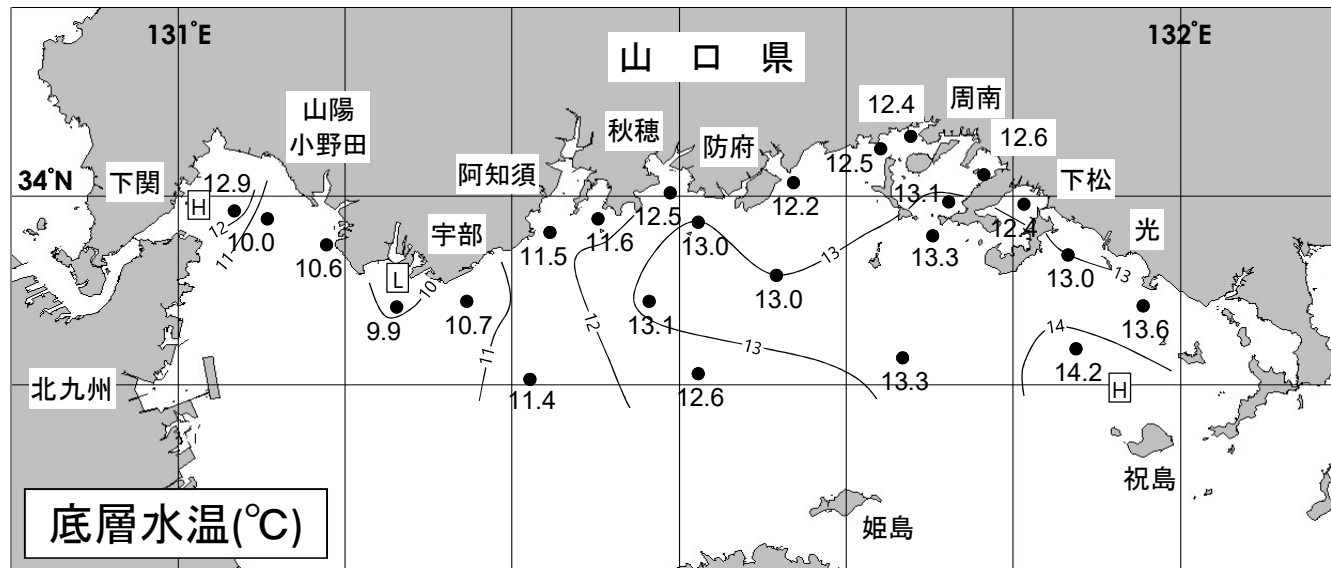 131°E
132°E
山 口 県
12.4
周南
山陽
小野田
秋穂
防府
12.5
12.6
34°N
下関
12.9
阿知須
下松
H
12
10.0
11
宇部
12.5
12.2
13.1
12.4
光
11.5
11.6
13.0
13.3
10.6
L
10
13
13.0
13.0
13
9.9
10.7
13.1
13.6
11
12
13
14
14.2
北九州
11.4
12.6
13.3
H
祝島
姫島
底層水温(℃)